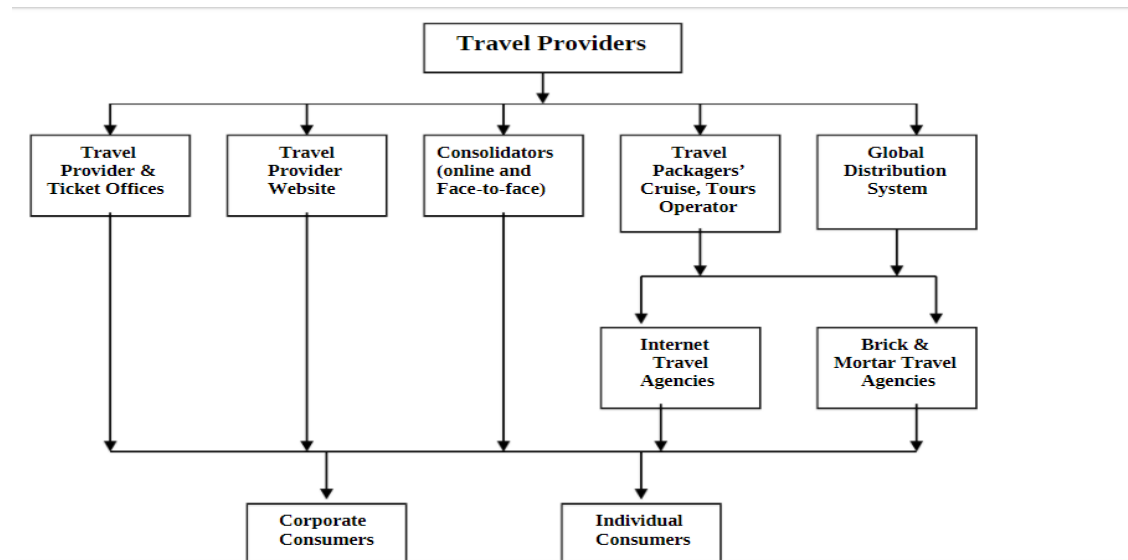 Travel Providers
Travel
Provider &
Ticket Offices
Travel
Provider
Website
Consolidators
(online and
Face-to-face)
Travel
Packagers’
Cruise, Tours
Operator
Global
Distribution
System
Internet
Travel
Agencies
Brick &
Mortar Travel
Agencies
Corporate
Consumers
Individual
Consumers